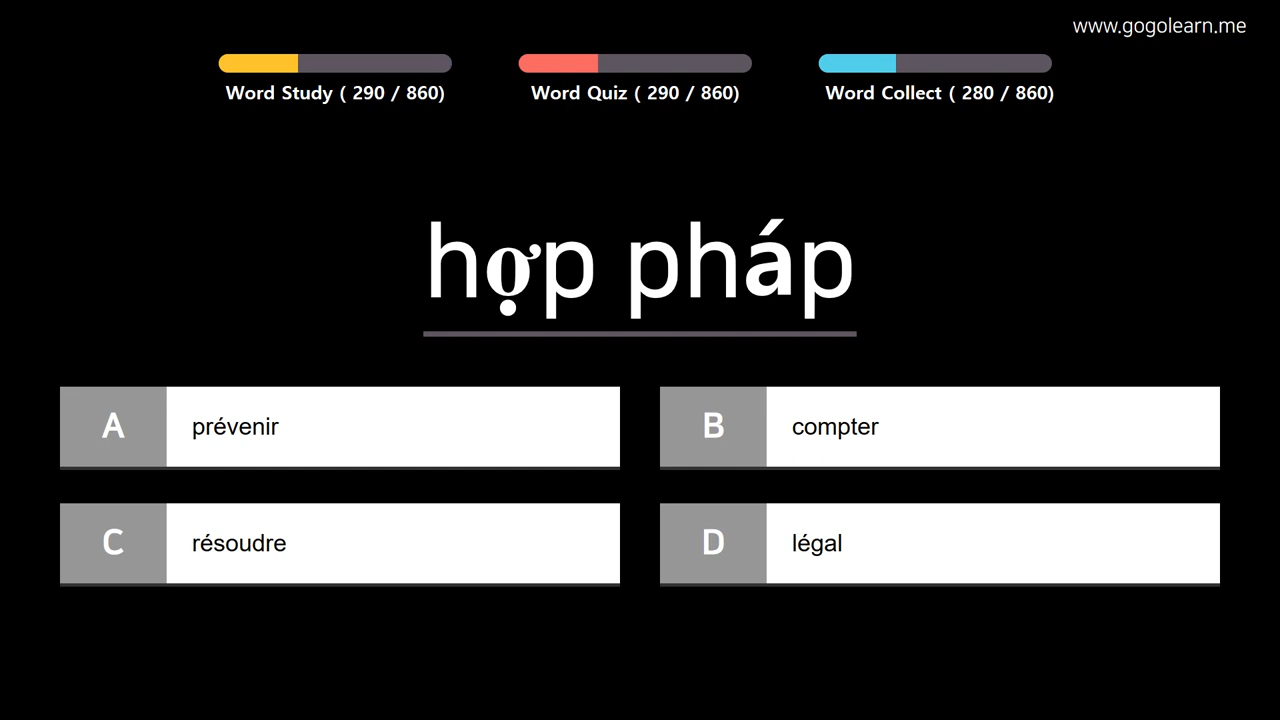 www.gogolearn.me
Word Study ( 290 / 860)
Word Quiz ( 290 / 860)
Word Collect ( 280 / 860)
hợp pháp
A prévenir
B compter
C résoudre
D légal